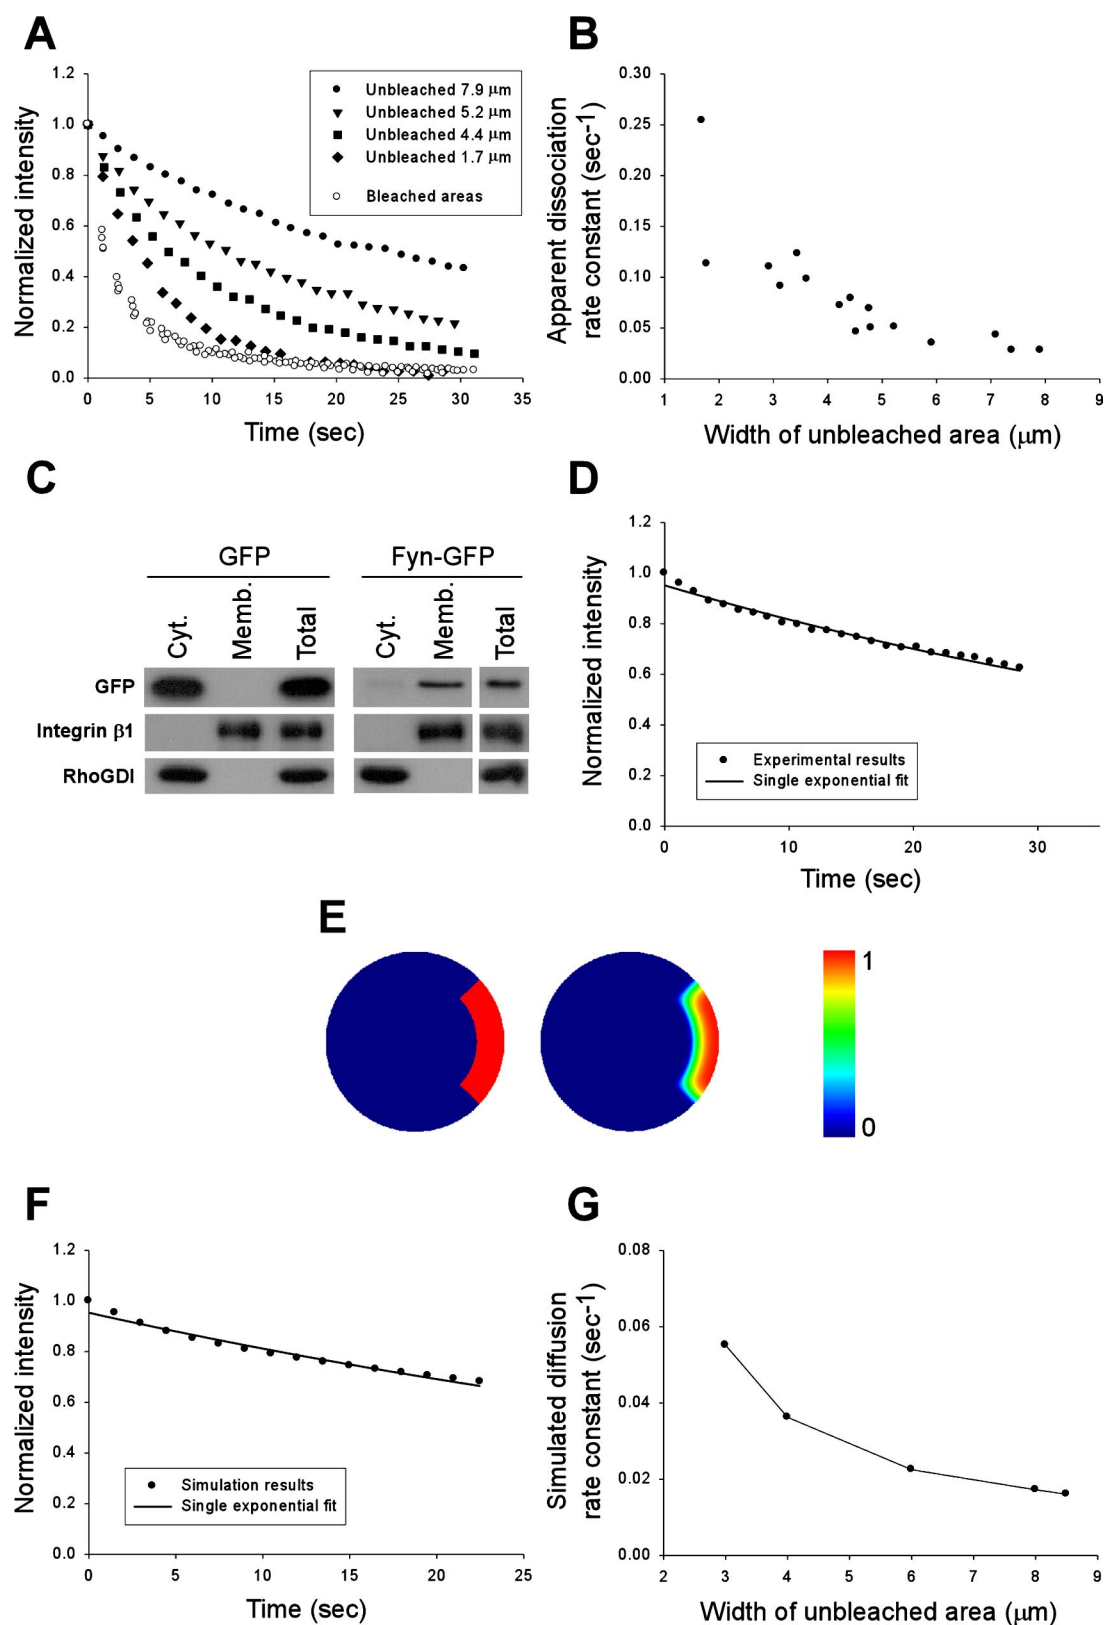 A
Normalized intensity
1.2
1.0
0.8
0.6
0.4
0.2
0.0
0 5 10 15 20 25 30 35
Time (sec)
Unbleached 7.9 μm
Unbleached 5.2 μm
Unbleached 4.4 μm
Unbleached 1.7 μm
Bleached areas
B
Apparent dissociation
rate constant (sec-1)
0.30
0.25
0.20
0.15
0.10
0.05
0.00
1 2 3 4 5 6 7 8 9
Width of unbleached area (μm)
C
GFP Fyn-GFP
Cyt. Memb. Total Cyt. Memb. Total
GFP
Integrin β1
RhoGDI
D
Normalized intensity
1.2
1.0
0.8
0.6
0.4
0.2
0.0
Experimental results
Single exponential fit
0 10 20 30
Time (sec)
E
1
0
F
Normalized intensity
1.2
1.0
0.8
0.6
0.4
0.2
0.0
Simulation results
Single exponential fit
0 5 10 15 20 25
Time (sec)
G
Simulated diffusion
rate constant (sec-1)
0.08
0.06
0.04
0.02
0.00
2 3 4 5 6 7 8 9
Width of unbleached area (μm)